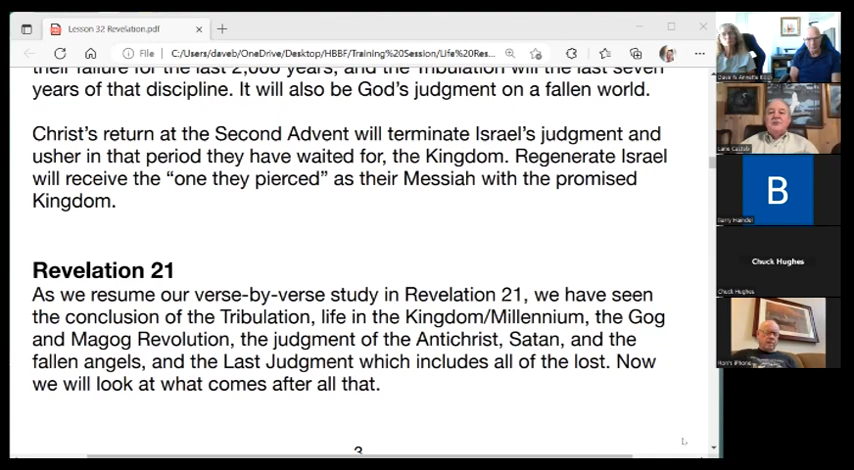 Lesson 32 Revelation.pdf
File
C:/Users/daveb/OneDrive/Desktop/HBBF/Training%20Session/Life%20Res...
their failure for the last 2,000 years, and the Tribulation will the last seven
years of that discipline. It will also be God's judgment on a fallen world.
Christ's return at the Second Advent will terminate Israel's judgment and
usher in that period they have waited for, the Kingdom. Regenerate Israel
will receive the “one they pierced” as their Messiah with the promised
Kingdom.
Revelation 21
As we resume our verse-by-verse study in Revelation 21, we have seen
the conclusion of the Tribulation, life in the Kingdom/Millennium, the Gog
and Magog Revolution, the judgment of the Antichrist, Satan, and the
fallen angels, and the Last Judgment which includes all of the lost. Now
we will look at what comes after all that.
3
B
Chuck Hughes
Chuck Hughes
Ron's iPhone